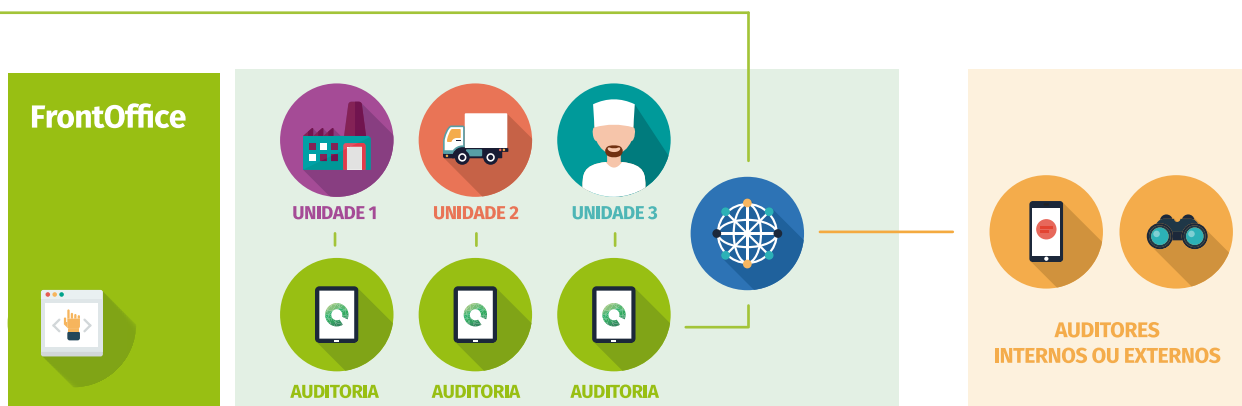 FrontOffice
UNIDADE 1
UNIDADE 2
UNIDADE 3
AUDITORIA
AUDITORIA
AUDITORIA
AUDITORES
INTERNOS OU EXTERNOS